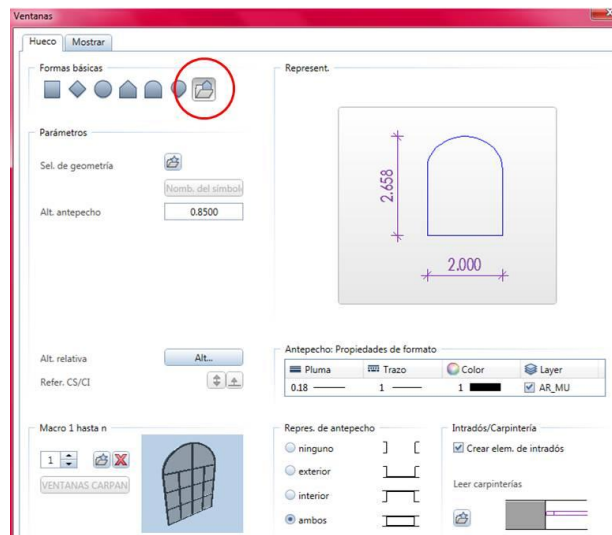 Ventanas
Hueco Mostrar
Formas básicas
Represent.
Parámetros
Sel. de geometría
Nomb. del símbol
Alt. antepecho 0.8500
2.658
2.000
Alt. relativa Alt...
Refer. CS/CI
Antepecho: Propiedades de formato
Pluma Trazo Color Layer
0.18 1 1 AR_MU
Macro 1 hasta n
1
VENTANAS CARPAN
Repres. de antepecho
ninguno
exterior
interior
ambos
Intradós/Carpintería
Crear elem. de intradós
Leer carpinterías